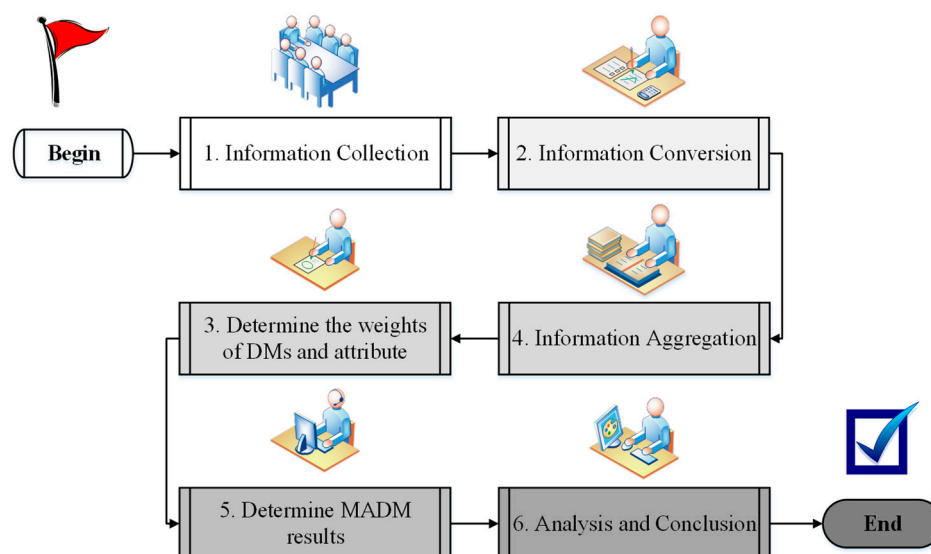 Begin
1. Information Collection
2. Information Conversion
3. Determine the weights
of DMs and attribute
4. Information Aggregation
5. Determine MADM
results
6. Analysis and Conclusion
End